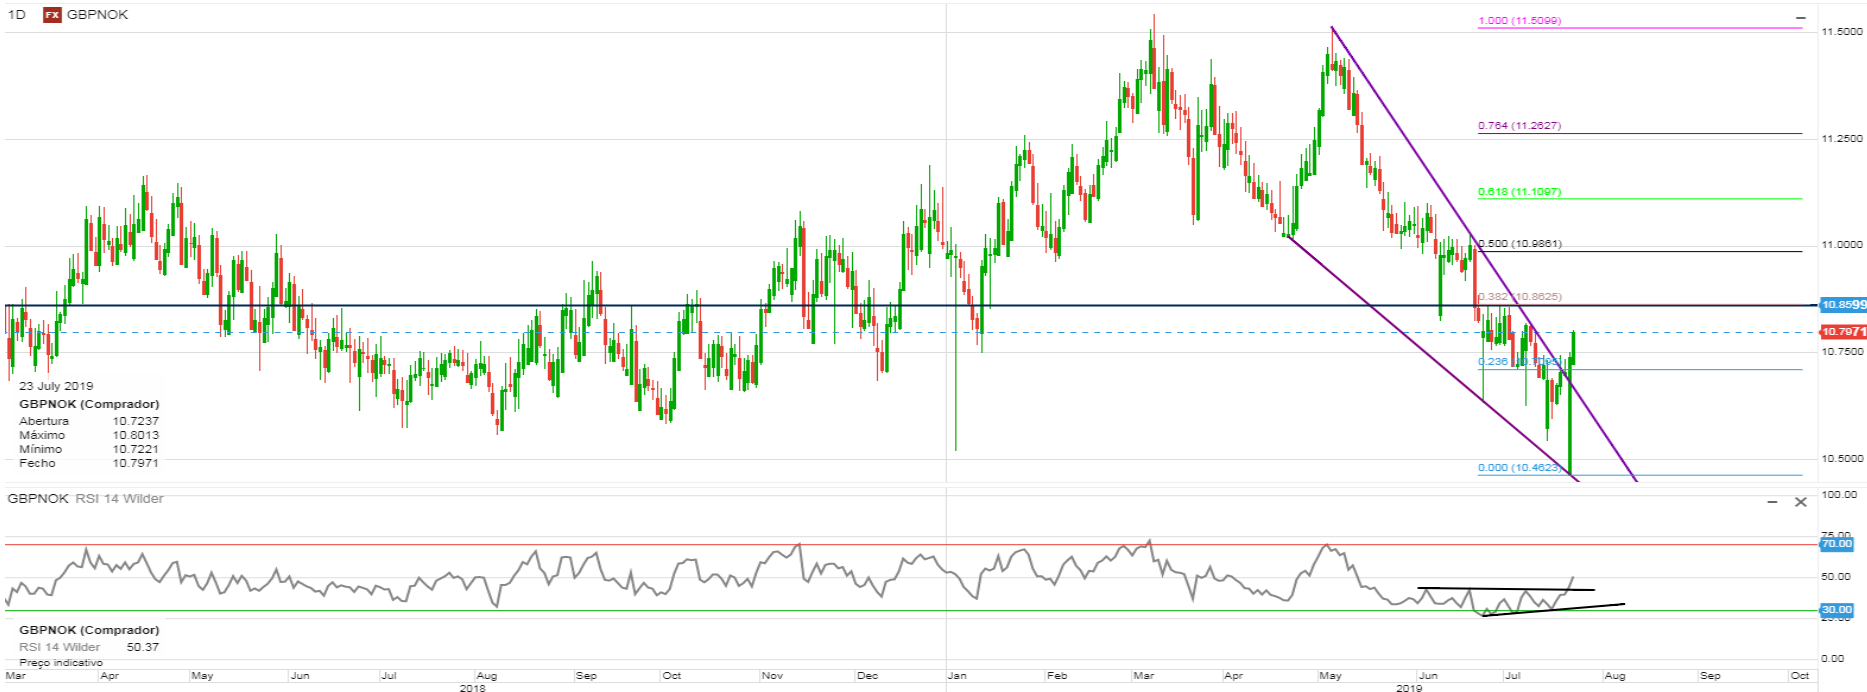 1D FX GBPNOK
1.000 (11.5099)
11.5000
0.764 (11.2627)
11.2500
0.618 (11.1097)
0.500 (10.9861)
11.0000
0.382 (10.8625)
10.8599
10.7971
10.7500
0.236
23 July 2019
GBPNOK (Comprador)
Abertura 10.7237
Máximo 10.8013
Mínimo 10.7221
Fecho 10.7971
0.000 (10.4623)
10.5000
GBPNOK RSI 14 Wilder
100.00
75.00
70.00
50.00
30.00
25.00
GBPNOK (Comprador)
RSI 14 Wilder 50.37
Preço indicativo
0.00
Mar Apr May Jun Jul Aug Sep Oct Nov Dec Jan Feb Mar Apr May Jun Jul Aug Sep Oct
2018 2019